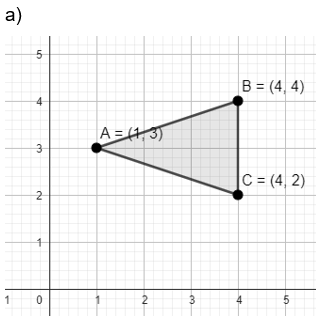 a)
5
B = (4, 4)
4
A = (1, 3)
3
C = (4, 2)
2
1
1 0 1 2 3 4 5